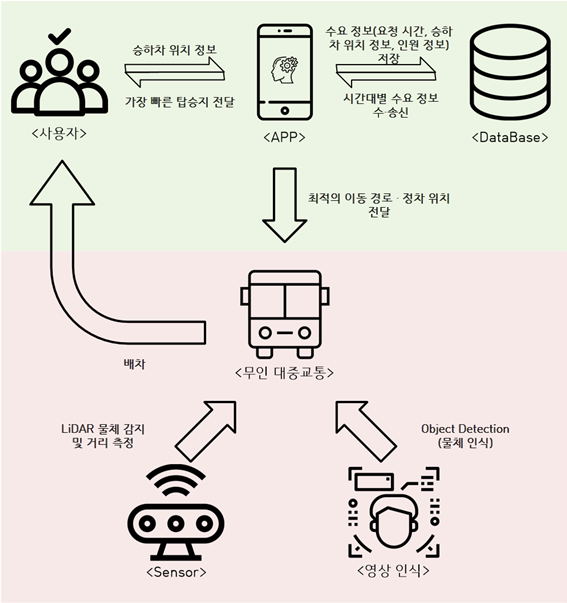 승하차 위치 정보
가장 빠른 탑승지 전달
<사용자>
수요 정보(요청 시간, 승하
차 위치 정보, 인원 정보)
저장
시간대별 수요 정보
수·송신
<APP>
<DataBase>
최적의 이동 경로 · 정차 위치
전달
배차
<무인 대중교통>
LiDAR 물체 감지
및 거리 측정
Object Detection
(물체 인식)
<Sensor>
<영상 인식>